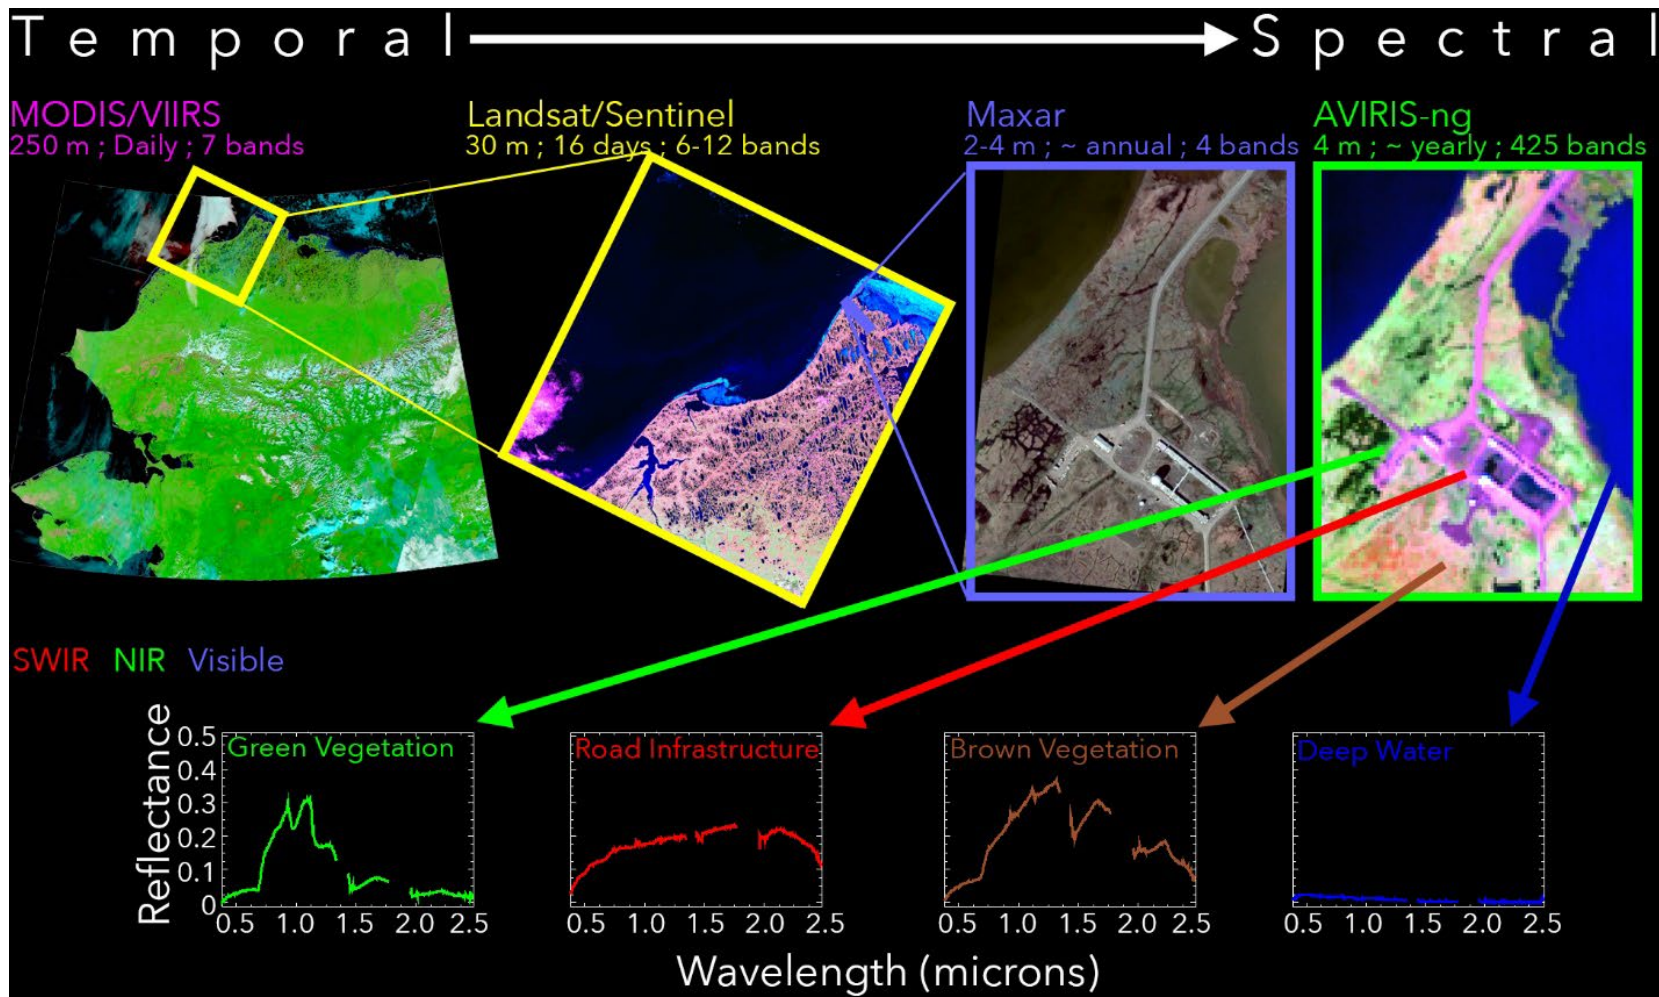 Temporal Spectral
MODIS/VIIRS
250 m ; Daily ; 7 bands
Landsat/Sentinel
30 m ; 16 days ; 6-12 bands
Maxar
2-4 m ; ~ annual ; 4 bands
AVIRIS-ng
4 m ; ~ yearly ; 425 bands
SWIR NIR Visible
Reflectance
0.5
0.4
0.3
0.2
0.1
0
Green Vegetation
0.5 1.0 1.5 2.0 2.5
Road Infrastructure
0.5 1.0 1.5 2.0 2.5
Brown Vegetation
0.5 1.0 1.5 2.0 2.5
Deep Water
0.5 1.0 1.5 2.0 2.5
Wavelength (microns)